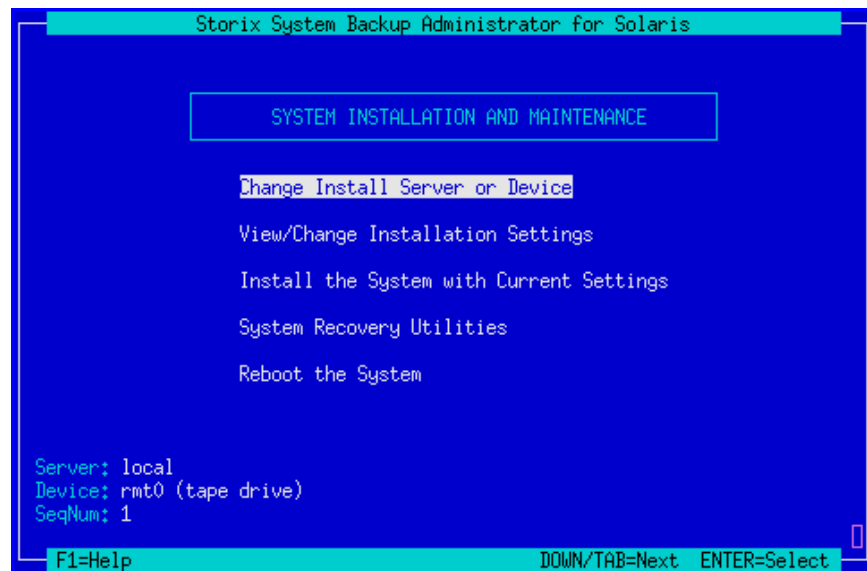 Storix System Backup Administrator for Solaris
SYSTEM INSTALLATION AND MAINTENANCE
Change Install Server or Device
View/Change Installation Settings
Install the System with Current Settings
System Recovery Utilities
Reboot the System
Server: local
Device: rmt0 (tape drive)
SeqNum: 1
F1=Help DOWN/TAB=Next ENTER=Select